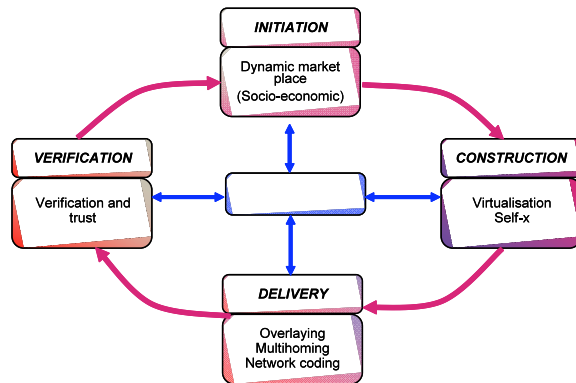 INITIATION
Dynamic market
place
(Socio-economic)
VERIFICATION
Verification and
trust
CONSTRUCTION
Virtualisation
Self-x
DELIVERY
Overlaying
Multihoming
Network coding